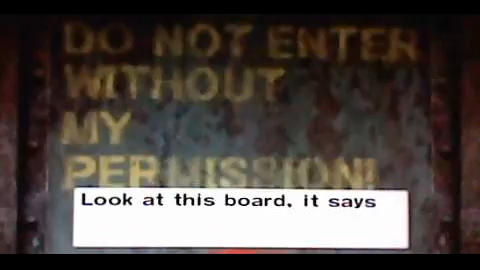 DO NOT ENTER
WITHOUT
MY
PERMISSION!
Look at this board, it says